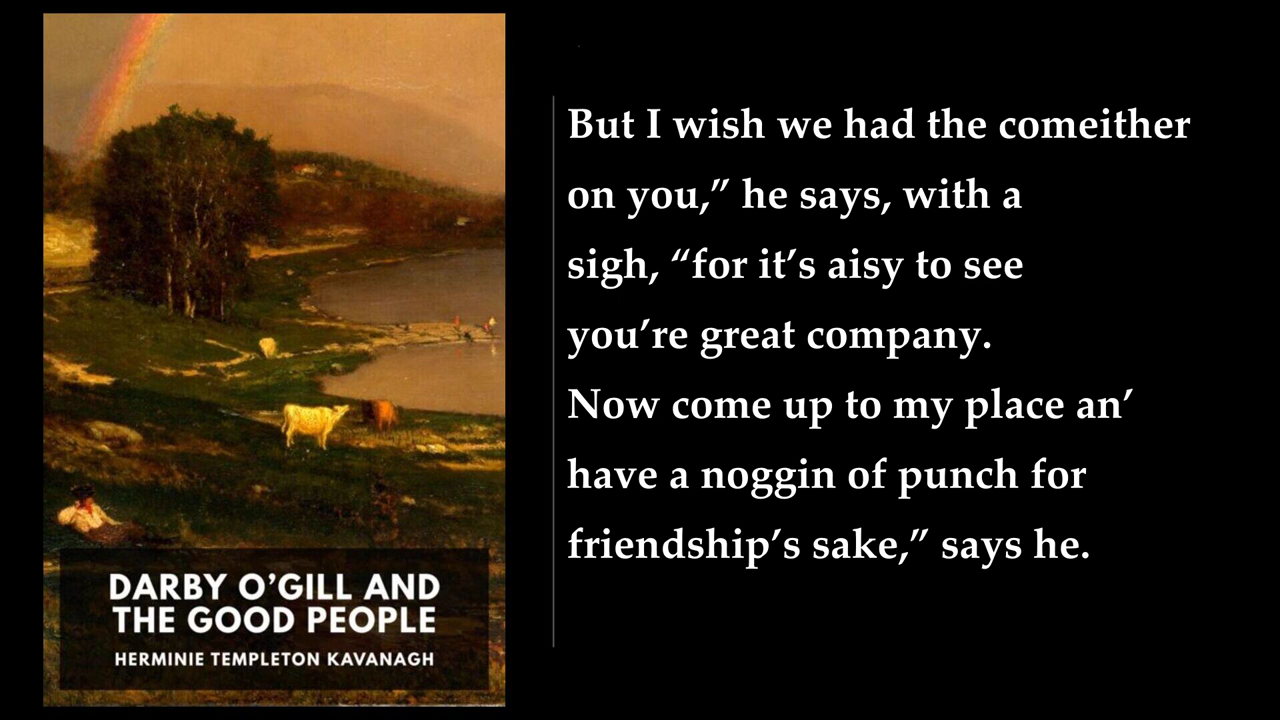 But I wish we had the comeither
on you,” he says, with a
sigh, “for it’s aisy to see
you’re great company.
Now come up to my place an’
have a noggin of punch for
friendship’s sake,” says he.
DARBY O’GILL AND
THE GOOD PEOPLE
HERMINIE TEMPLETON KAVANAGH